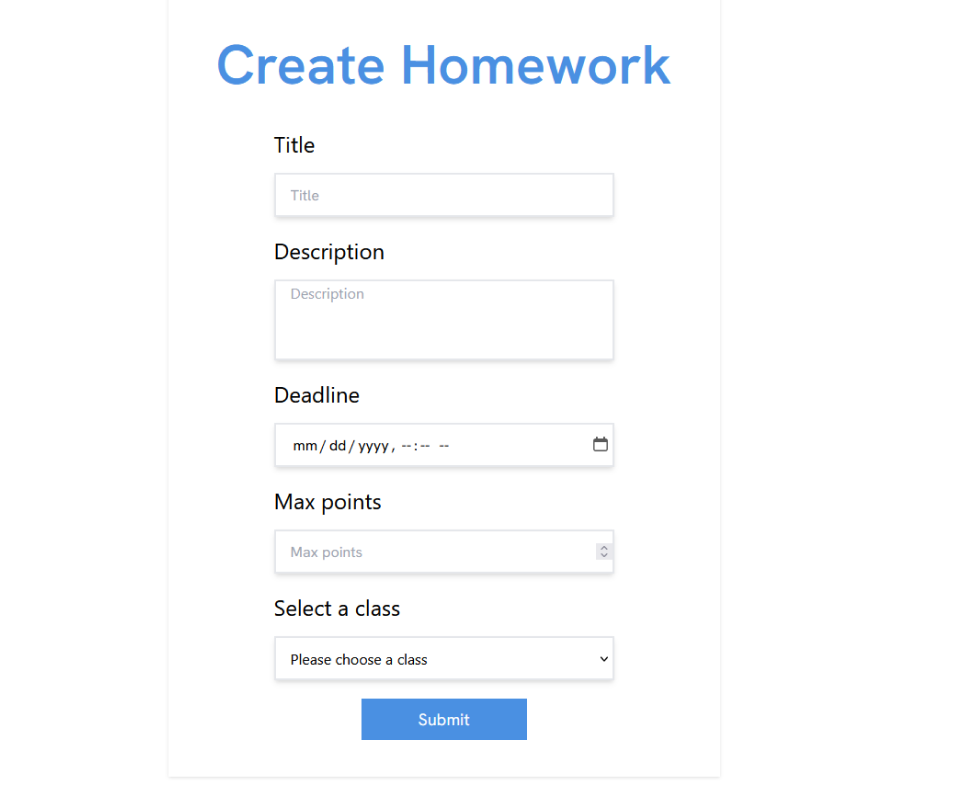 Create Homework
Title
Title
Description
Description
Deadline
mm/dd/yyyy, --:-- --
Max points
Max points
Select a class
Please choose a class
Submit